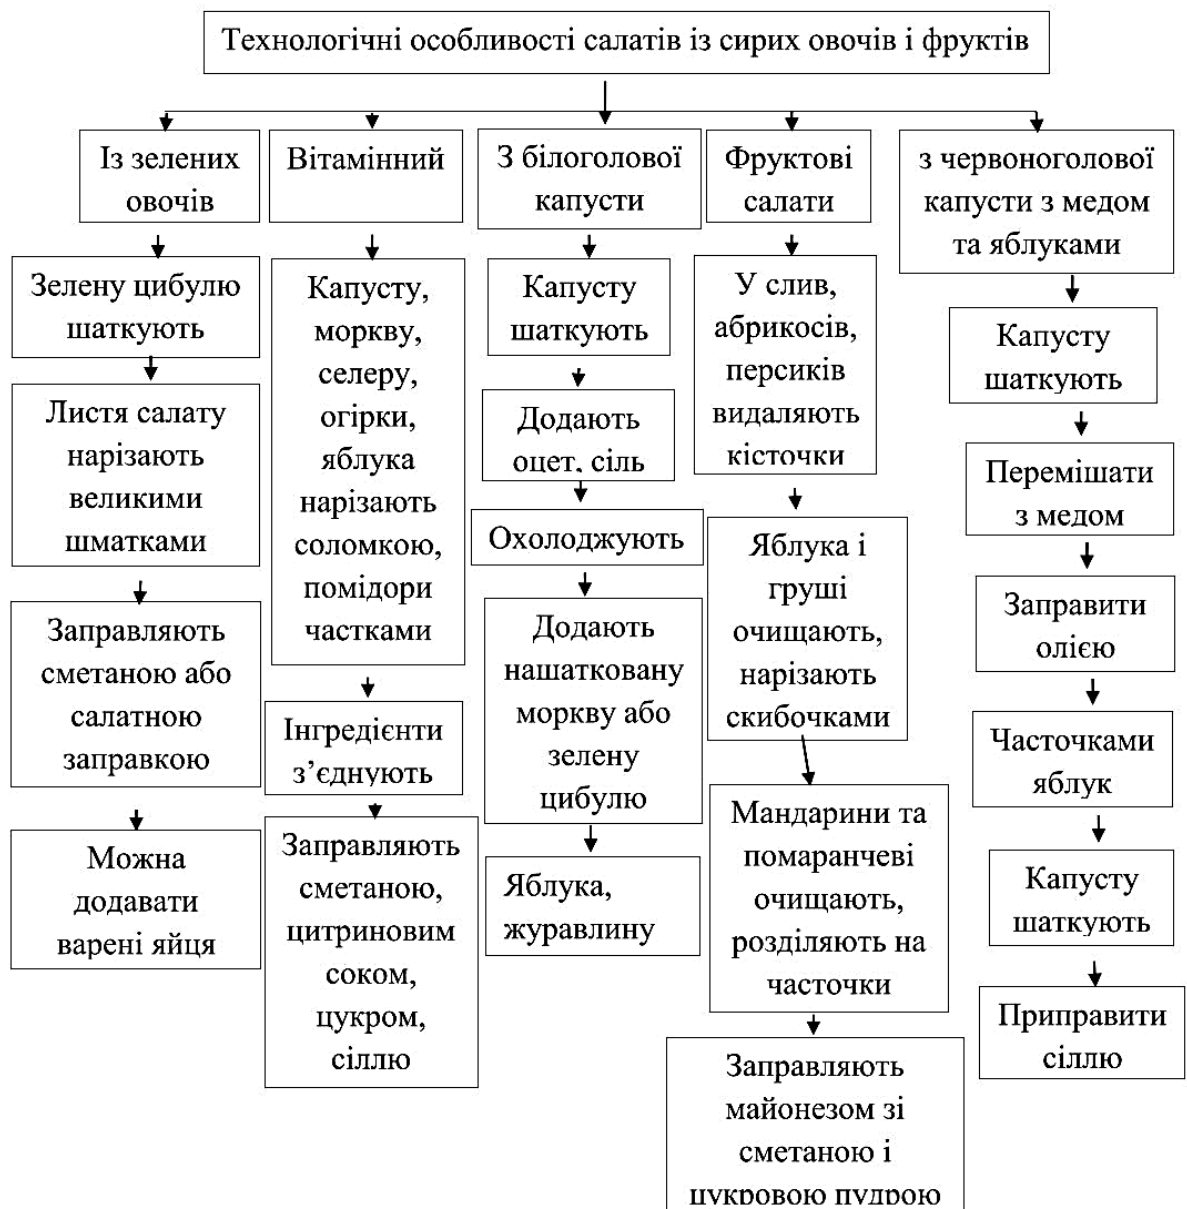 Технологічні особливості салатів із сирих овочів і фруктів
Із зелених
овочів
Зелену цибулю
шаткують
Листя салату
нарізають
великими
шматками
Заправляють
сметаною або
салатною
заправкою
Можна
додавати
варені яйця
Вітамінний
Капусту,
моркву,
селеру,
огірки,
яблука
нарізають
соломкою,
помідори
частками
Інгредієнти
з’єднують
Заправляють
сметаною,
цитриновим
соком,
цукром,
сіллю
З білоголової
капусти
Капусту
шаткують
Додають
оцет, сіль
Охолоджують
Додають
нашатковану
моркву або
зелену
цибулю
Яблука,
журавлину
Фруктові
салати
У слив,
абрикосів,
персиків
видаляють
кісточки
Яблука і
груші
очищають,
нарізають
скибочками
Мандарини та
помаранчеві
очищають,
розділяють на
часточки
Заправляють
майонезом зі
сметаною і
цукровою пудрою
з червоноголової
капусти з медом
та яблуками
Капусту
шаткують
Перемішати
з медом
Заправити
олією
Часточками
яблук
Капусту
шаткують
Приправити
сіллю